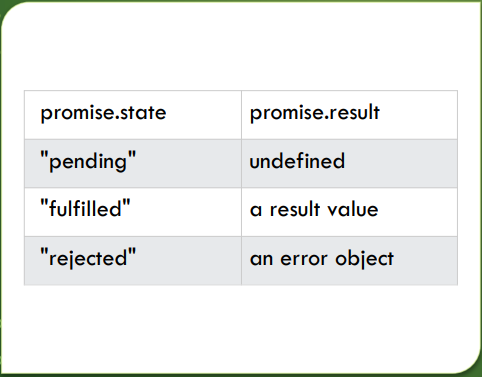 promise.state promise.result
"pending" undefined
"fulfilled" a result value
"rejected" an error object